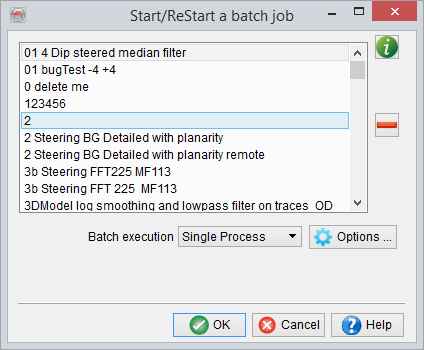 Start/ReStart a batch job
01 4 Dip steered median filter
01 bugTest -4 +4
0 delete me
123456
2
2 Steering BG Detailed with planarity
2 Steering BG Detailed with planarity remote
3b Steering FFT225 MF113
3b Steering FFT 225  MF113
3DModel log smoothing and lowpass filter on traces_OD
Batch execution Single Process Options ...
OK Cancel Help